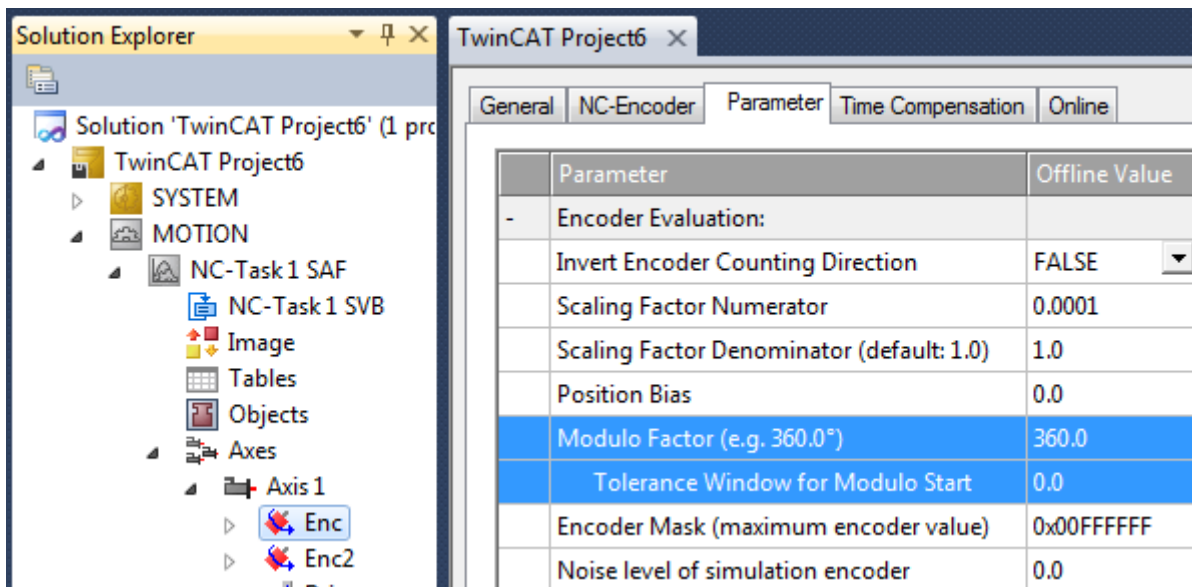 Solution Explorer
TwinCAT Project6
General NC-Encoder Parameter Time Compensation Online
Solution 'TwinCAT Project6' (1 pro
TwinCAT Project6
SYSTEM
MOTION
NC-Task 1 SAF
NC-Task 1 SVB
Image
Tables
Objects
Axes
Axis 1
Enc
Enc2
Parameter Offline Value
- Encoder Evaluation:
Invert Encoder Counting Direction FALSE
Scaling Factor Numerator 0.0001
Scaling Factor Denominator (default: 1.0) 1.0
Position Bias 0.0
Modulo Factor (e.g. 360.0°) 360.0
Tolerance Window for Modulo Start 0.0
Encoder Mask (maximum encoder value) 0x00FFFFFF
Noise level of simulation encoder 0.0